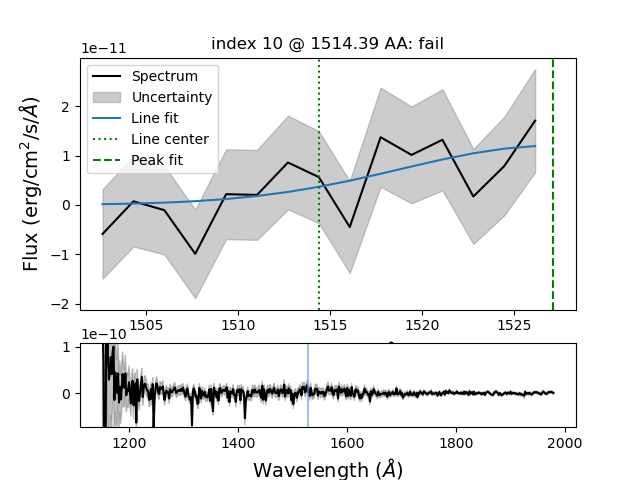 index 10 @ 1514.39 AA: fail
1e−11
Spectrum
Uncertainty
Line fit
Line center
Peak fit
Flux (erg/cm²/s/Å)
2
1
0
−1
−2
1505
1510
1515
1520
1525
1e−10
1
0
1200
1400
1600
1800
2000
Wavelength (Å)